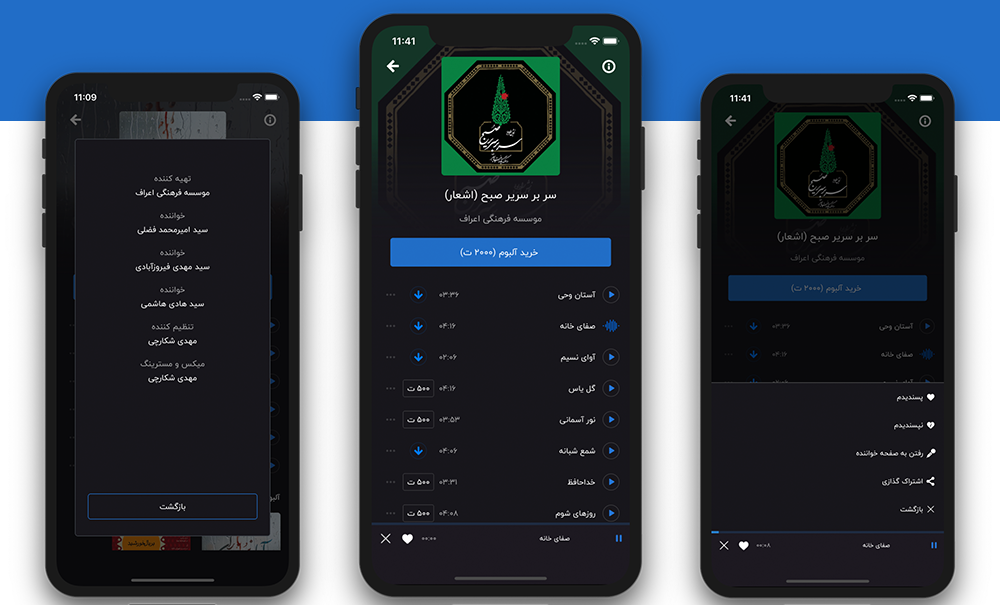 11:09
تهیه کننده
موسسه فرهنگی اعراف
خواننده
سید امیرمحمد فضلی
خواننده
سید مهدی فیروزآبادی
خواننده
سید هادی هاشمی
تنظیم کننده
مهدی شکارچی
میکس و مسترینگ
مهدی شکارچی
بازگشت
11:41
سر بر سریر صبح (اشعار)
موسسه فرهنگی اعراف
خرید آلبوم (۲۰۰۰ ت)
آستان وحی ۰۳:۳۶
صفای خانه ۰۴:۱۶
آوای نسیم ۰۲:۰۶
گل یاس ۰۴:۱۶ ۵۰۰ ت
نور آسمانی ۰۳:۵۳ ۵۰۰ ت
شمع شبانه ۰۴:۰۶
خداحافظ ۰۳:۳۱ ۵۰۰ ت
روزهای شوم ۰۴:۰۸ ۵۰۰ ت
صفای خانه ۰۰:۰۰
11:41
سر بر سریر صبح (اشعار)
موسسه فرهنگی اعراف
خرید آلبوم (۲۰۰۰ ت)
آستان وحی ۰۳:۳۶
صفای خانه ۰۴:۱۶
پسندیدم
نپسندیدم
رفتن به صفحه خواننده
اشتراک گذاری
بازگشت
صفای خانه ۰۰:۰۸